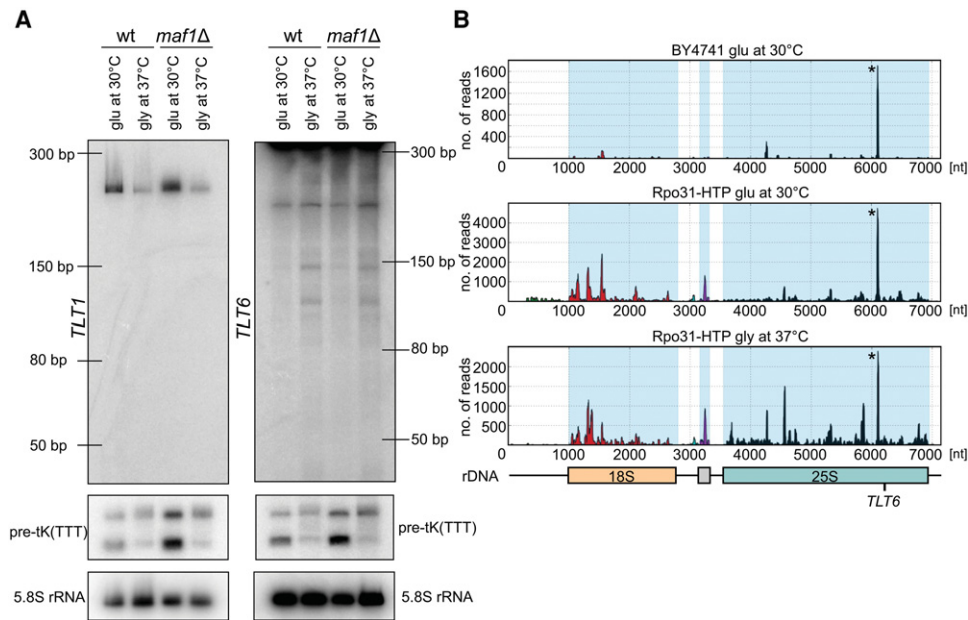 A
wt maf1Δ wt maf1Δ
glu at 30°C
gly at 37°C
glu at 30°C
gly at 37°C
glu at 30°C
gly at 37°C
glu at 30°C
gly at 37°C
300 bp
150 bp
80 bp
50 bp
TLT1
300 bp
150 bp
80 bp
50 bp
TLT6
pre-tK(TTT) pre-tK(TTT)
5.8S rRNA 5.8S rRNA
B
BY4741 glu at 30°C
no. of reads
1600
1200
800
400
0
*
0 1000 2000 3000 4000 5000 6000 7000 [nt]
Rpo31-HTP glu at 30°C
no. of reads
4000
3000
2000
1000
0
*
0 1000 2000 3000 4000 5000 6000 7000 [nt]
Rpo31-HTP gly at 37°C
no. of reads
2000
1500
1000
500
0
*
0 1000 2000 3000 4000 5000 6000 7000 [nt]
rDNA 18S 25S
TLT6